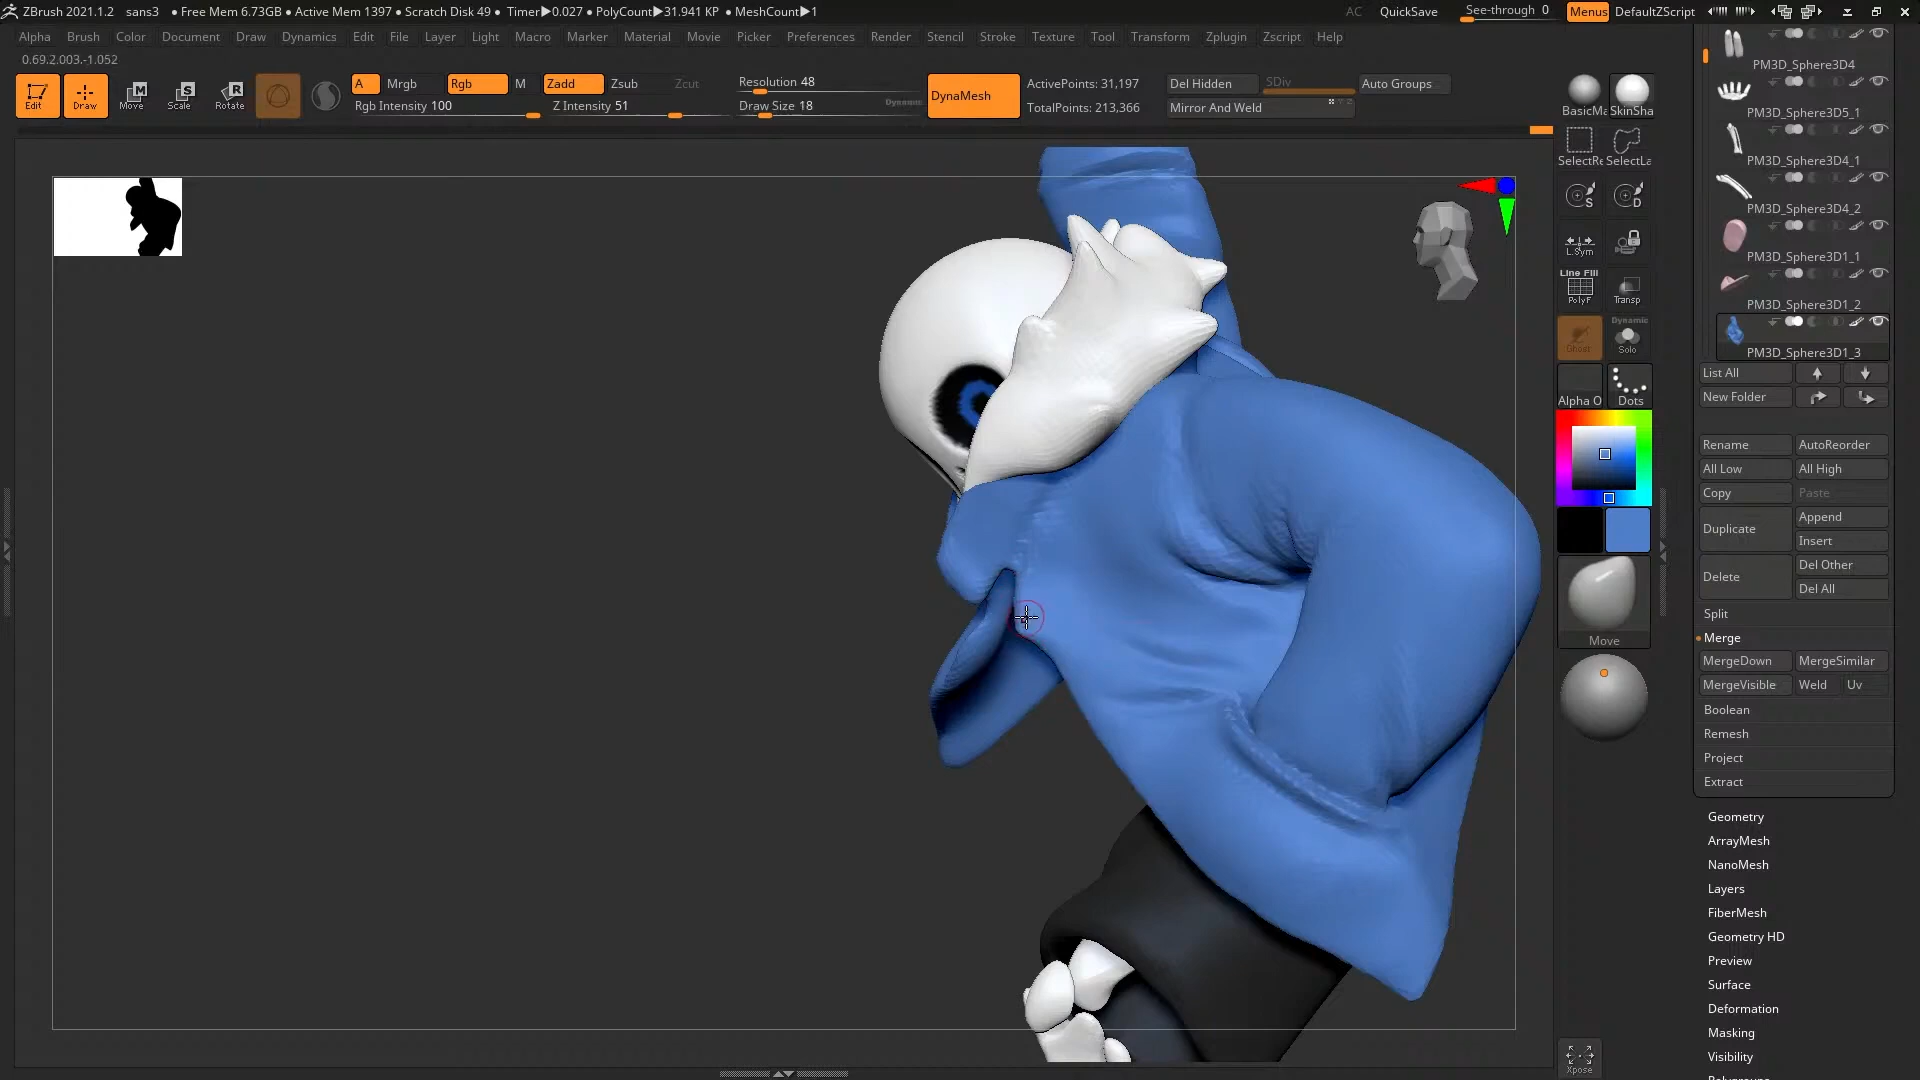 ZBrush 2021.1.2 sans3 • Free Mem 6.73GB • Active Mem 1397 • Scratch Disk 49 • Timer▶0.027 • PolyCount▶31.941 KP • MeshCount▶1 AC QuickSave See-through 0 Menus DefaultZScript
Alpha Brush Color Document Draw Dynamics Edit File Layer Light Macro Marker Material Movie Picker Preferences Render Stencil Stroke Texture Tool Transform Zplugin Zscript Help
0.69.2.003.-1.052
Edit Draw Move Scale Rotate
M S R
A Mrgb Rgb M Zadd Zsub Zcut
Rgb Intensity 100 Z Intensity 51
Resolution 48
Draw Size 18 Dynamic
DynaMesh
ActivePoints: 31,197
TotalPoints: 213,366
Del Hidden SDiv Auto Groups
Mirror And Weld
BasicMa SkinSha
SelectRe SelectLa
S D
L.Sym
Line Fill
PolyF Transp
Dynamic
Ghost Solo
Alpha O Dots
Move
Xpose
PM3D_Sphere3D4
PM3D_Sphere3D5_1
PM3D_Sphere3D4_1
PM3D_Sphere3D4_2
PM3D_Sphere3D1_1
PM3D_Sphere3D1_2
PM3D_Sphere3D1_3
List All
New Folder
Rename AutoReorder
All Low All High
Copy Paste
Duplicate Append
Insert
Delete Del Other
Del All
Split
Merge
MergeDown MergeSimilar
MergeVisible Weld Uv
Boolean
Remesh
Project
Extract
Geometry
ArrayMesh
NanoMesh
Layers
FiberMesh
Geometry HD
Preview
Surface
Deformation
Masking
Visibility